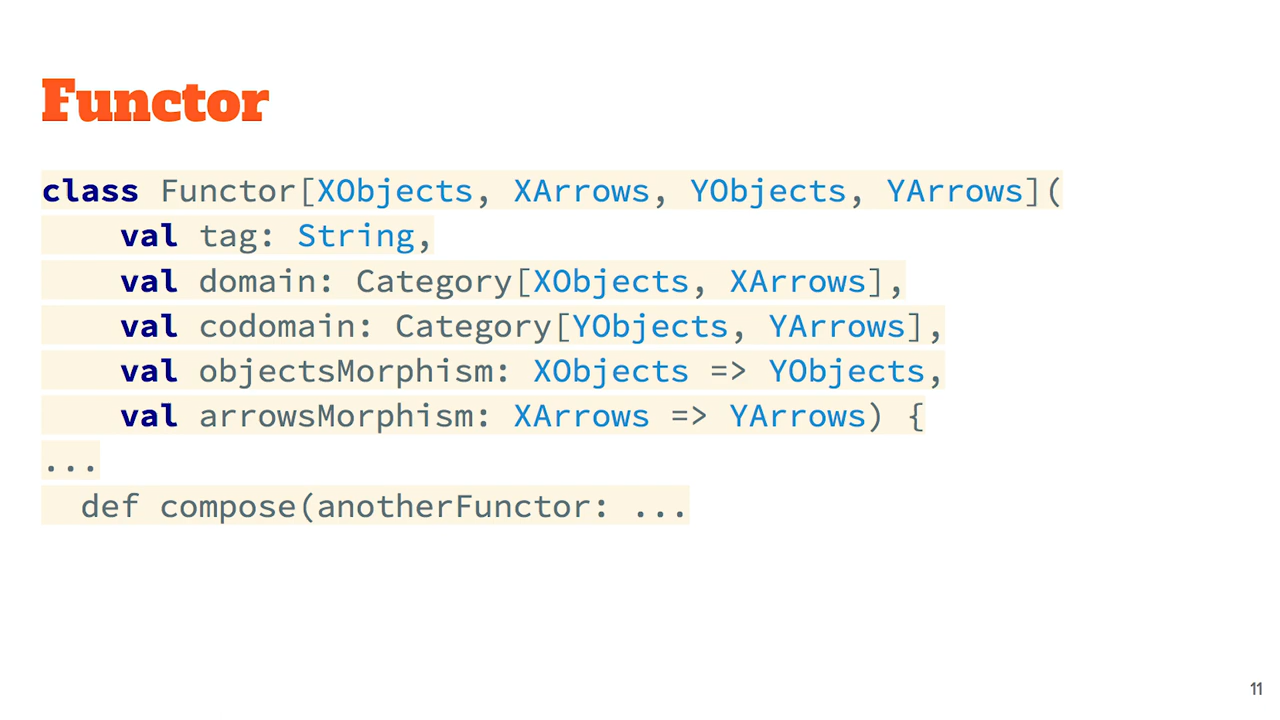 Functor
class Functor[XObjects, XArrows, YObjects, YArrows](
    val tag: String,
    val domain: Category[XObjects, XArrows],
    val codomain: Category[YObjects, YArrows],
    val objectsMorphism: XObjects => YObjects,
    val arrowsMorphism: XArrows => YArrows) {
...
  def compose(anotherFunctor: ...
11